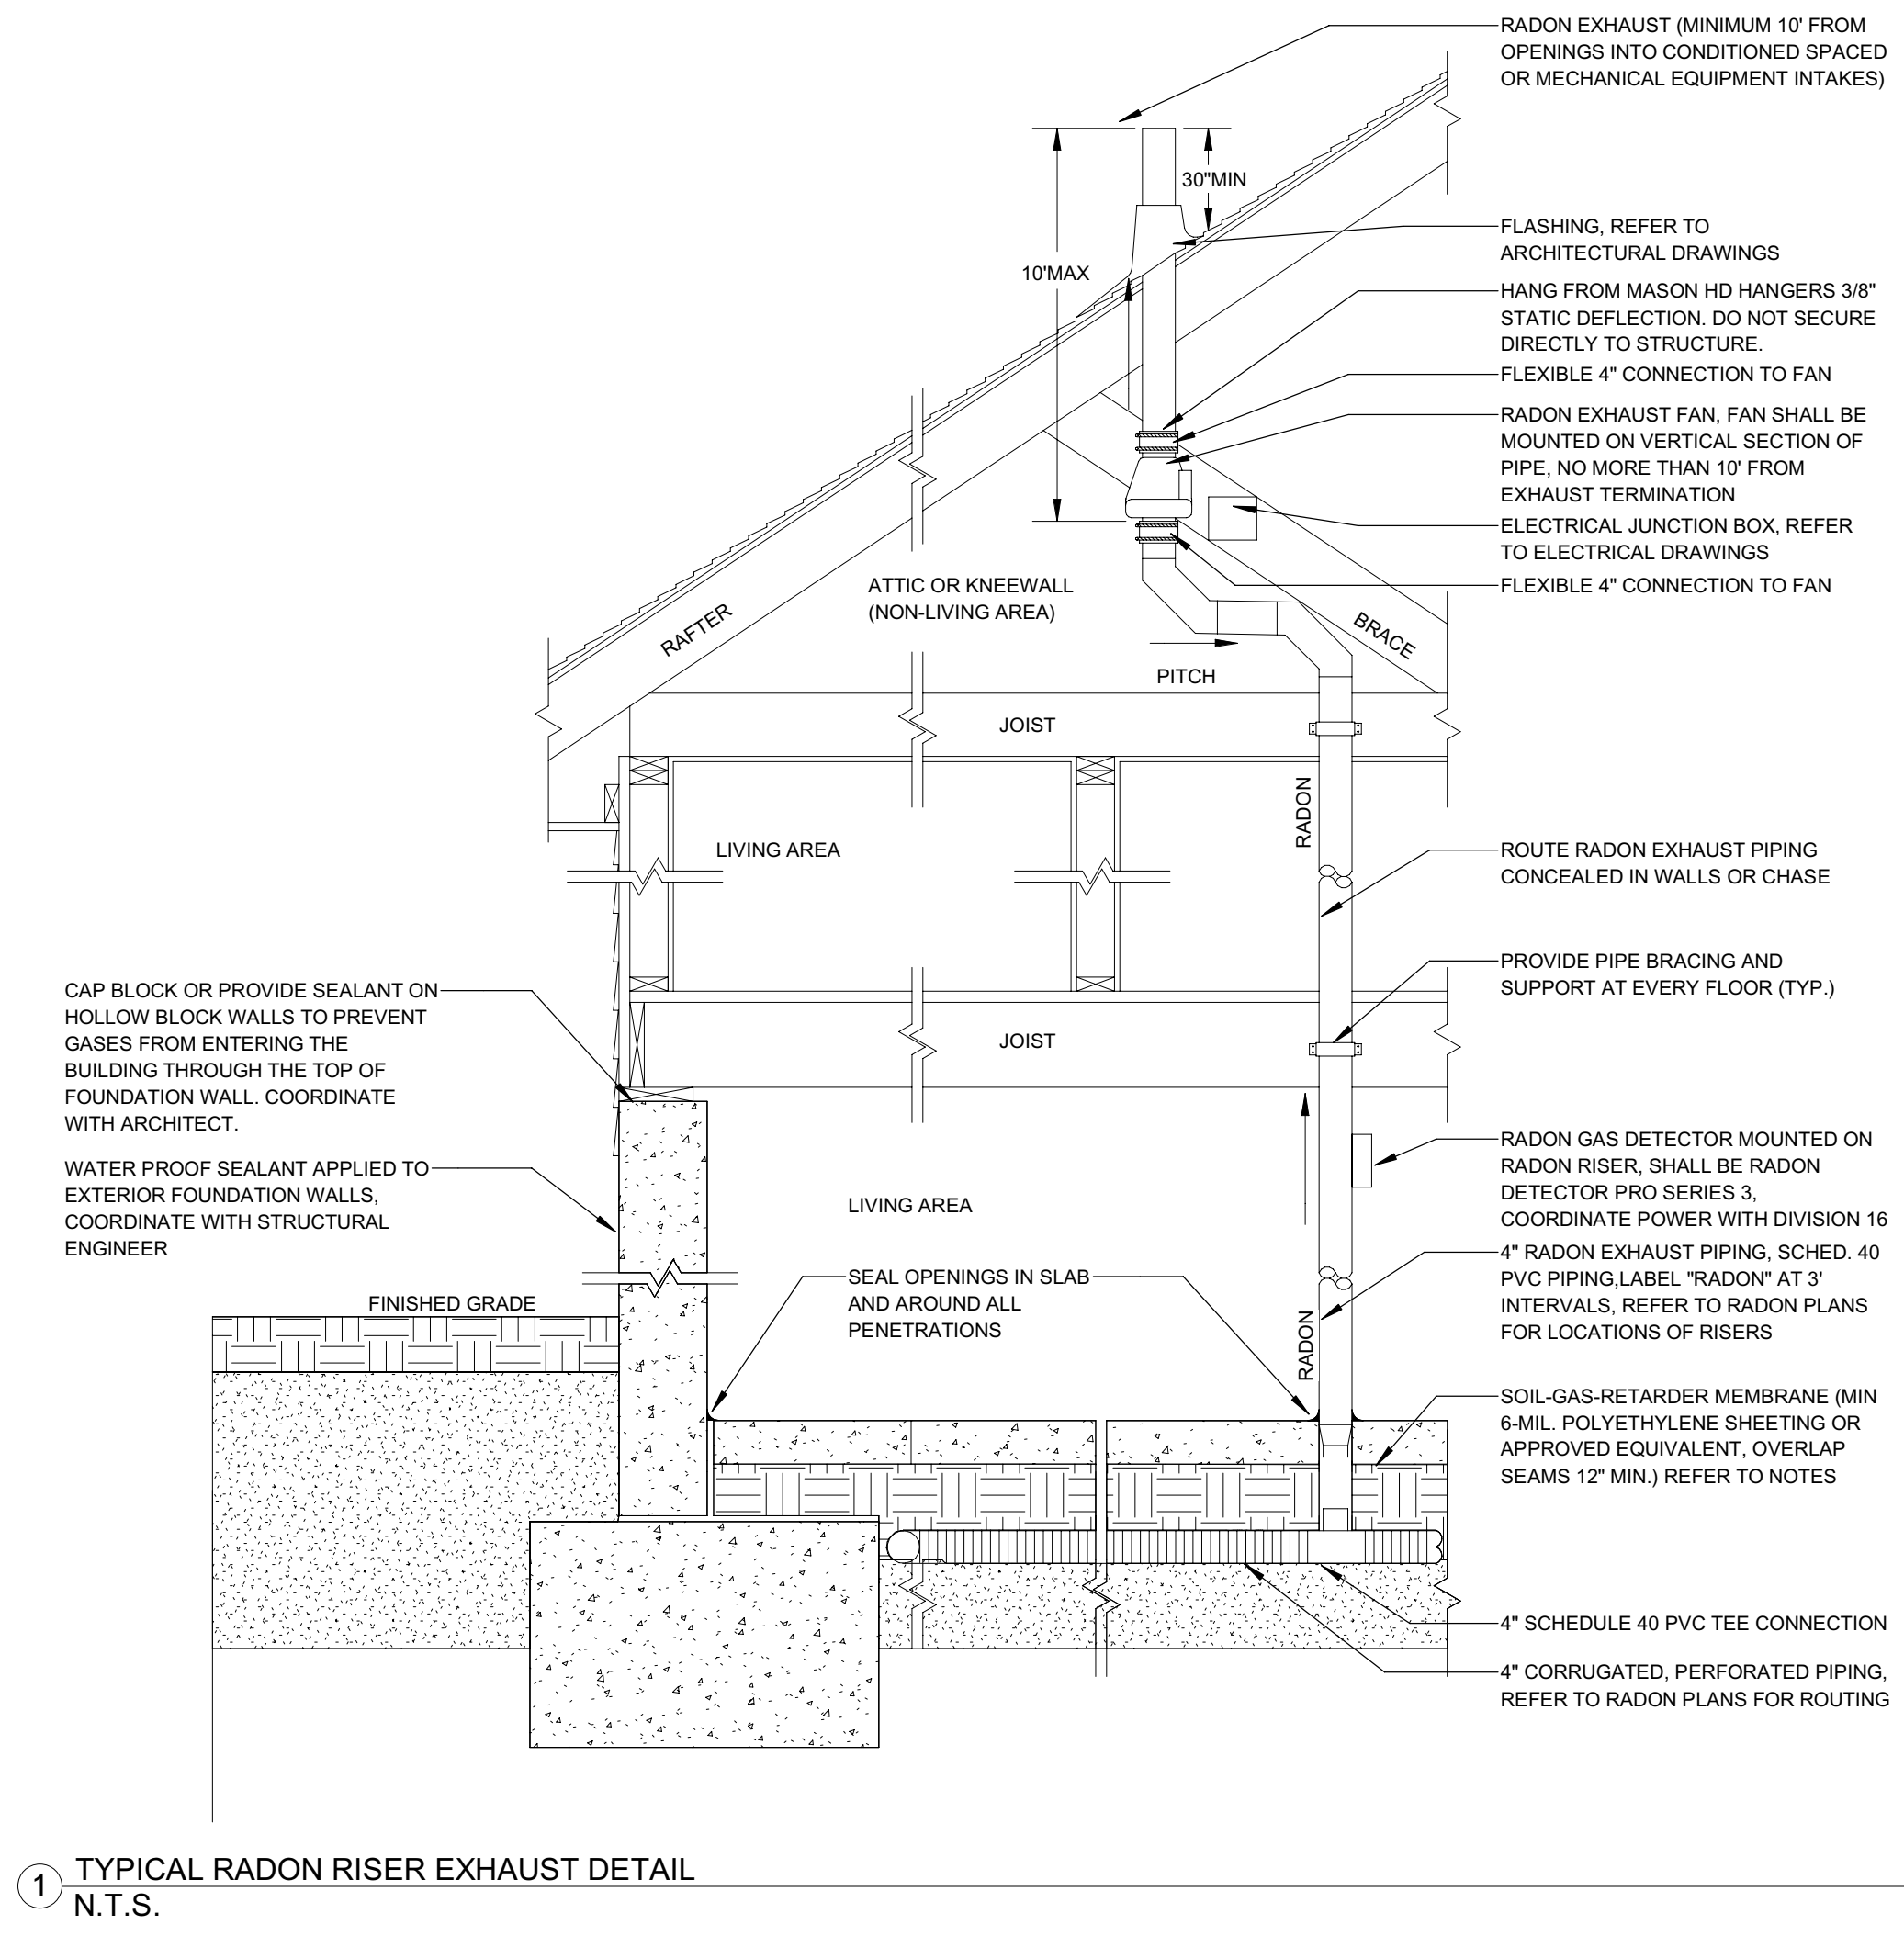 RADON EXHAUST (MINIMUM 10' FROM
OPENINGS INTO CONDITIONED SPACED
OR MECHANICAL EQUIPMENT INTAKES)
30"MIN
10'MAX
FLASHING, REFER TO
ARCHITECTURAL DRAWINGS
HANG FROM MASON HD HANGERS 3/8"
STATIC DEFLECTION. DO NOT SECURE
DIRECTLY TO STRUCTURE.
FLEXIBLE 4" CONNECTION TO FAN
RADON EXHAUST FAN, FAN SHALL BE
MOUNTED ON VERTICAL SECTION OF
PIPE, NO MORE THAN 10' FROM
EXHAUST TERMINATION
ELECTRICAL JUNCTION BOX, REFER
TO ELECTRICAL DRAWINGS
FLEXIBLE 4" CONNECTION TO FAN
ATTIC OR KNEEWALL
(NON-LIVING AREA)
RAFTER
BRACE
PITCH
JOIST
RADON
LIVING AREA
ROUTE RADON EXHAUST PIPING
CONCEALED IN WALLS OR CHASE
PROVIDE PIPE BRACING AND
SUPPORT AT EVERY FLOOR (TYP.)
CAP BLOCK OR PROVIDE SEALANT ON
HOLLOW BLOCK WALLS TO PREVENT
GASES FROM ENTERING THE
BUILDING THROUGH THE TOP OF
FOUNDATION WALL. COORDINATE
WITH ARCHITECT.
JOIST
WATER PROOF SEALANT APPLIED TO
EXTERIOR FOUNDATION WALLS,
COORDINATE WITH STRUCTURAL
ENGINEER
RADON GAS DETECTOR MOUNTED ON
RADON RISER, SHALL BE RADON
DETECTOR PRO SERIES 3,
COORDINATE POWER WITH DIVISION 16
LIVING AREA
4" RADON EXHAUST PIPING, SCHED. 40
PVC PIPING,LABEL "RADON" AT 3'
INTERVALS, REFER TO RADON PLANS
FOR LOCATIONS OF RISERS
SEAL OPENINGS IN SLAB
AND AROUND ALL
PENETRATIONS
FINISHED GRADE
RADON
SOIL-GAS-RETARDER MEMBRANE (MIN
6-MIL. POLYETHYLENE SHEETING OR
APPROVED EQUIVALENT, OVERLAP
SEAMS 12" MIN.) REFER TO NOTES
4" SCHEDULE 40 PVC TEE CONNECTION
4" CORRUGATED, PERFORATED PIPING,
REFER TO RADON PLANS FOR ROUTING
1
TYPICAL RADON RISER EXHAUST DETAIL
N.T.S.